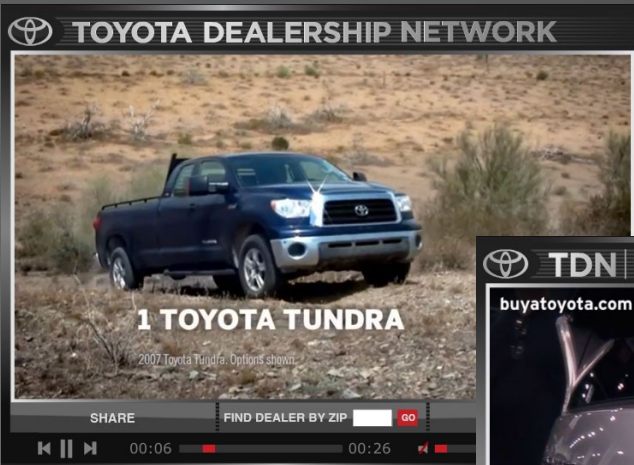 TOYOTA DEALERSHIP NETWORK
1 TOYOTA TUNDRA
2007 Toyota Tundra. Options shown.
SHARE
FIND DEALER BY ZIP
GO
00:06
00:26
TDN
buyatoyota.com